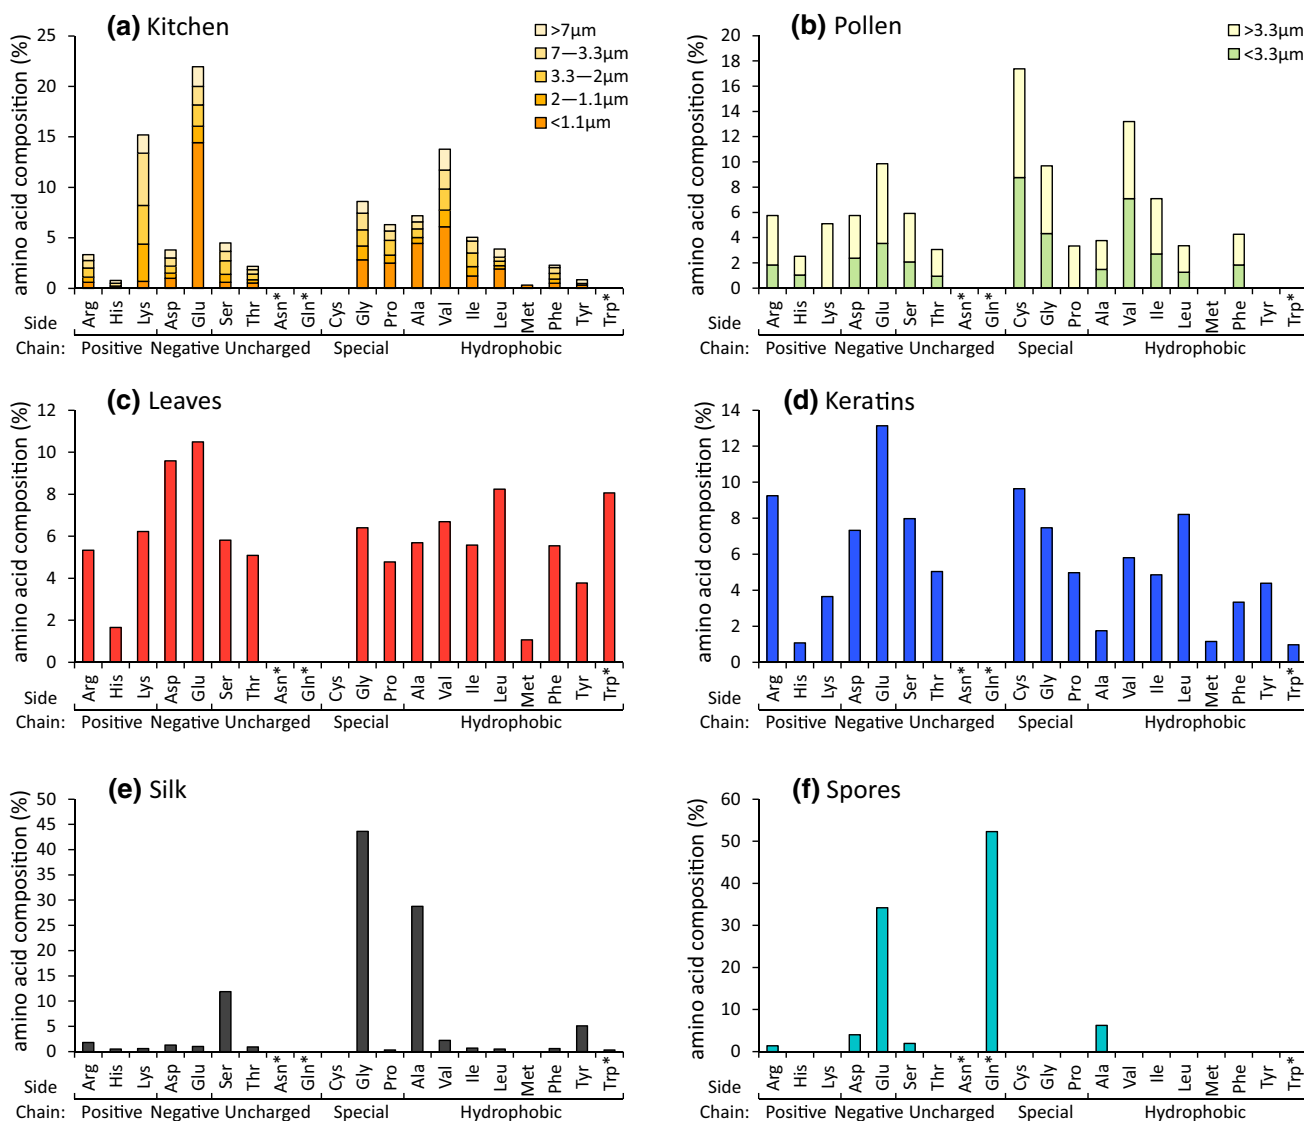 (a) Kitchen
amino acid composition (%)
25
20
15
10
5
0
>7µm
7—3.3µm
3.3—2µm
2—1.1µm
<1.1µm
Arg His Lys Asp Glu Ser Thr Asn* Gln* Cys Gly Pro Ala Val Ile Leu Met Phe Tyr Trp*
Side
Chain: Positive Negative Uncharged Special Hydrophobic
(b) Pollen
amino acid composition (%)
20
18
16
14
12
10
8
6
4
2
0
>3.3µm
<3.3µm
Arg His Lys Asp Glu Ser Thr Asn* Gln* Cys Gly Pro Ala Val Ile Leu Met Phe Tyr Trp*
Side
Chain: Positive Negative Uncharged Special Hydrophobic
(c) Leaves
amino acid composition (%)
12
10
8
6
4
2
0
Arg His Lys Asp Glu Ser Thr Asn* Gln* Cys Gly Pro Ala Val Ile Leu Met Phe Tyr Trp*
Side
Chain: Positive Negative Uncharged Special Hydrophobic
(d) Keratins
amino acid composition (%)
14
12
10
8
6
4
2
0
Arg His Lys Asp Glu Ser Thr Asn* Gln* Cys Gly Pro Ala Val Ile Leu Met Phe Tyr Trp*
Side
Chain: Positive Negative Uncharged Special Hydrophobic
(e) Silk
amino acid composition (%)
50
45
40
35
30
25
20
15
10
5
0
Arg His Lys Asp Glu Ser Thr Asn* Gln* Cys Gly Pro Ala Val Ile Leu Met Phe Tyr Trp*
Side
Chain: Positive Negative Uncharged Special Hydrophobic
(f) Spores
amino acid composition (%)
60
50
40
30
20
10
0
Arg His Lys Asp Glu Ser Thr Asn* Gln* Cys Gly Pro Ala Val Ile Leu Met Phe Tyr Trp*
Side
Chain: Positive Negative Uncharged Special Hydrophobic